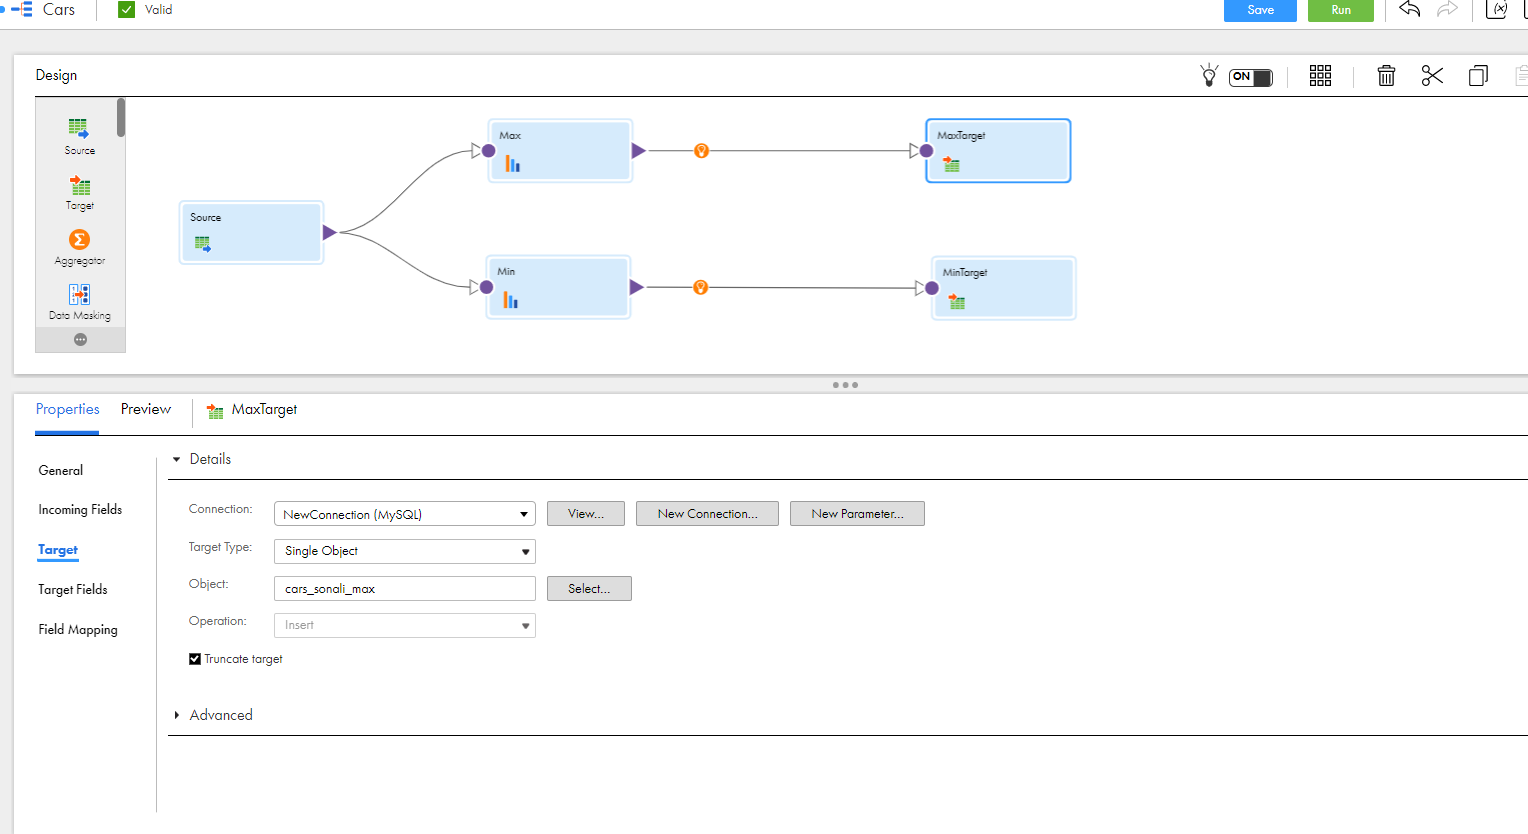 Cars
Valid
Save
Run
Design
ON
Source
Target
Aggregator
Data Masking
Source
Max
MaxTarget
Min
MinTarget
Properties
Preview
MaxTarget
General
Incoming Fields
Target
Target Fields
Field Mapping
Details
Connection: NewConnection (MySQL) View... New Connection... New Parameter...
Target Type: Single Object
Object: cars_sonali_max Select...
Operation: Insert
Truncate target
Advanced